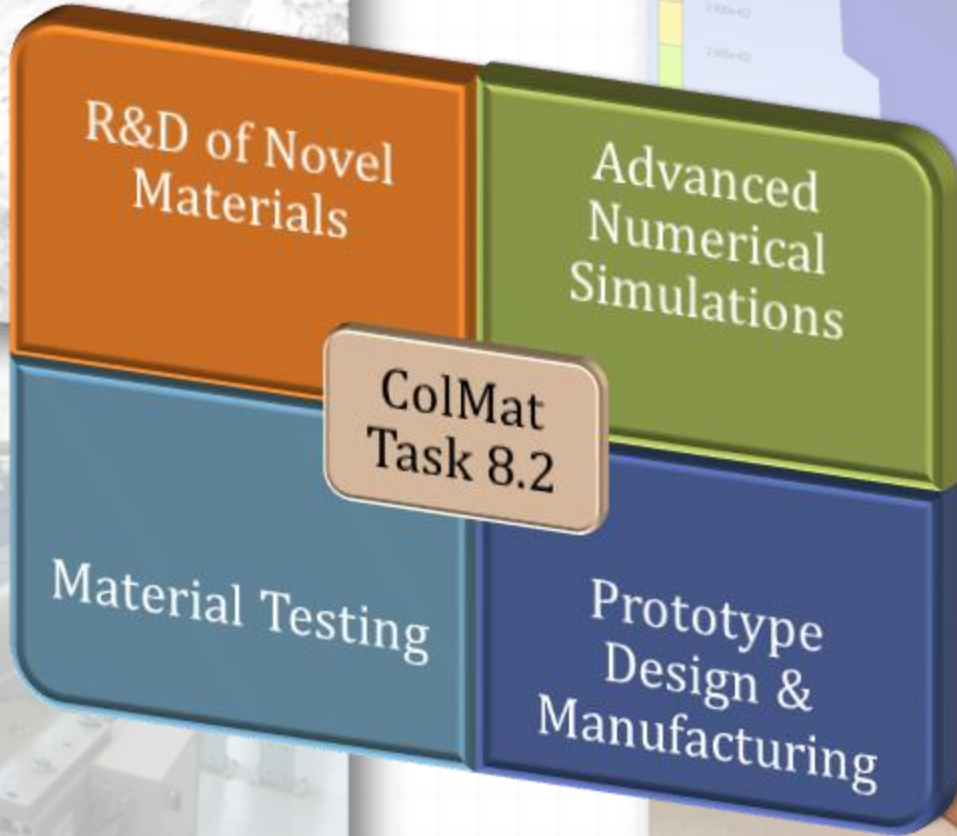 R&D of Novel
Materials
Advanced
Numerical
Simulations
ColMat
Task 8.2
Material Testing
Prototype
Design &
Manufacturing